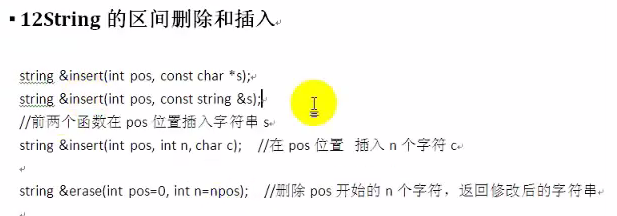 ▪12String 的区间删除和插入
string &insert(int pos, const char *s);
string &insert(int pos, const string &s);
//前两个函数在 pos 位置插入字符串 s
string &insert(int pos, int n, char c);   //在 pos 位置  插入 n 个字符 c
string &erase(int pos=0, int n=npos);   //删除 pos 开始的 n 个字符，返回修改后的字符串